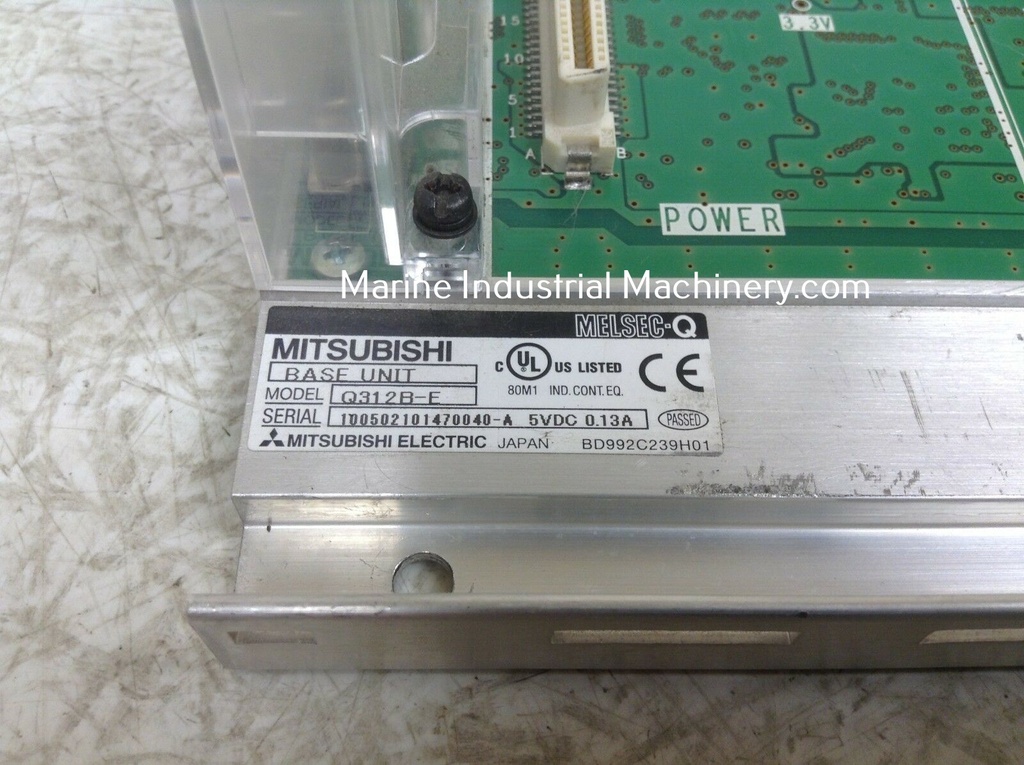 15
3.3V
10
5
1
A B
POWER
Marine Industrial Machinery.com
MELSEC-Q
MITSUBISHI
BASE UNIT
C UL US LISTED CE
80M1 IND.CONT.EQ.
MODEL Q312B-E
SERIAL 100502101470040-A 5VDC 0.13A PASSED
MITSUBISHI ELECTRIC JAPAN BD992C239H01